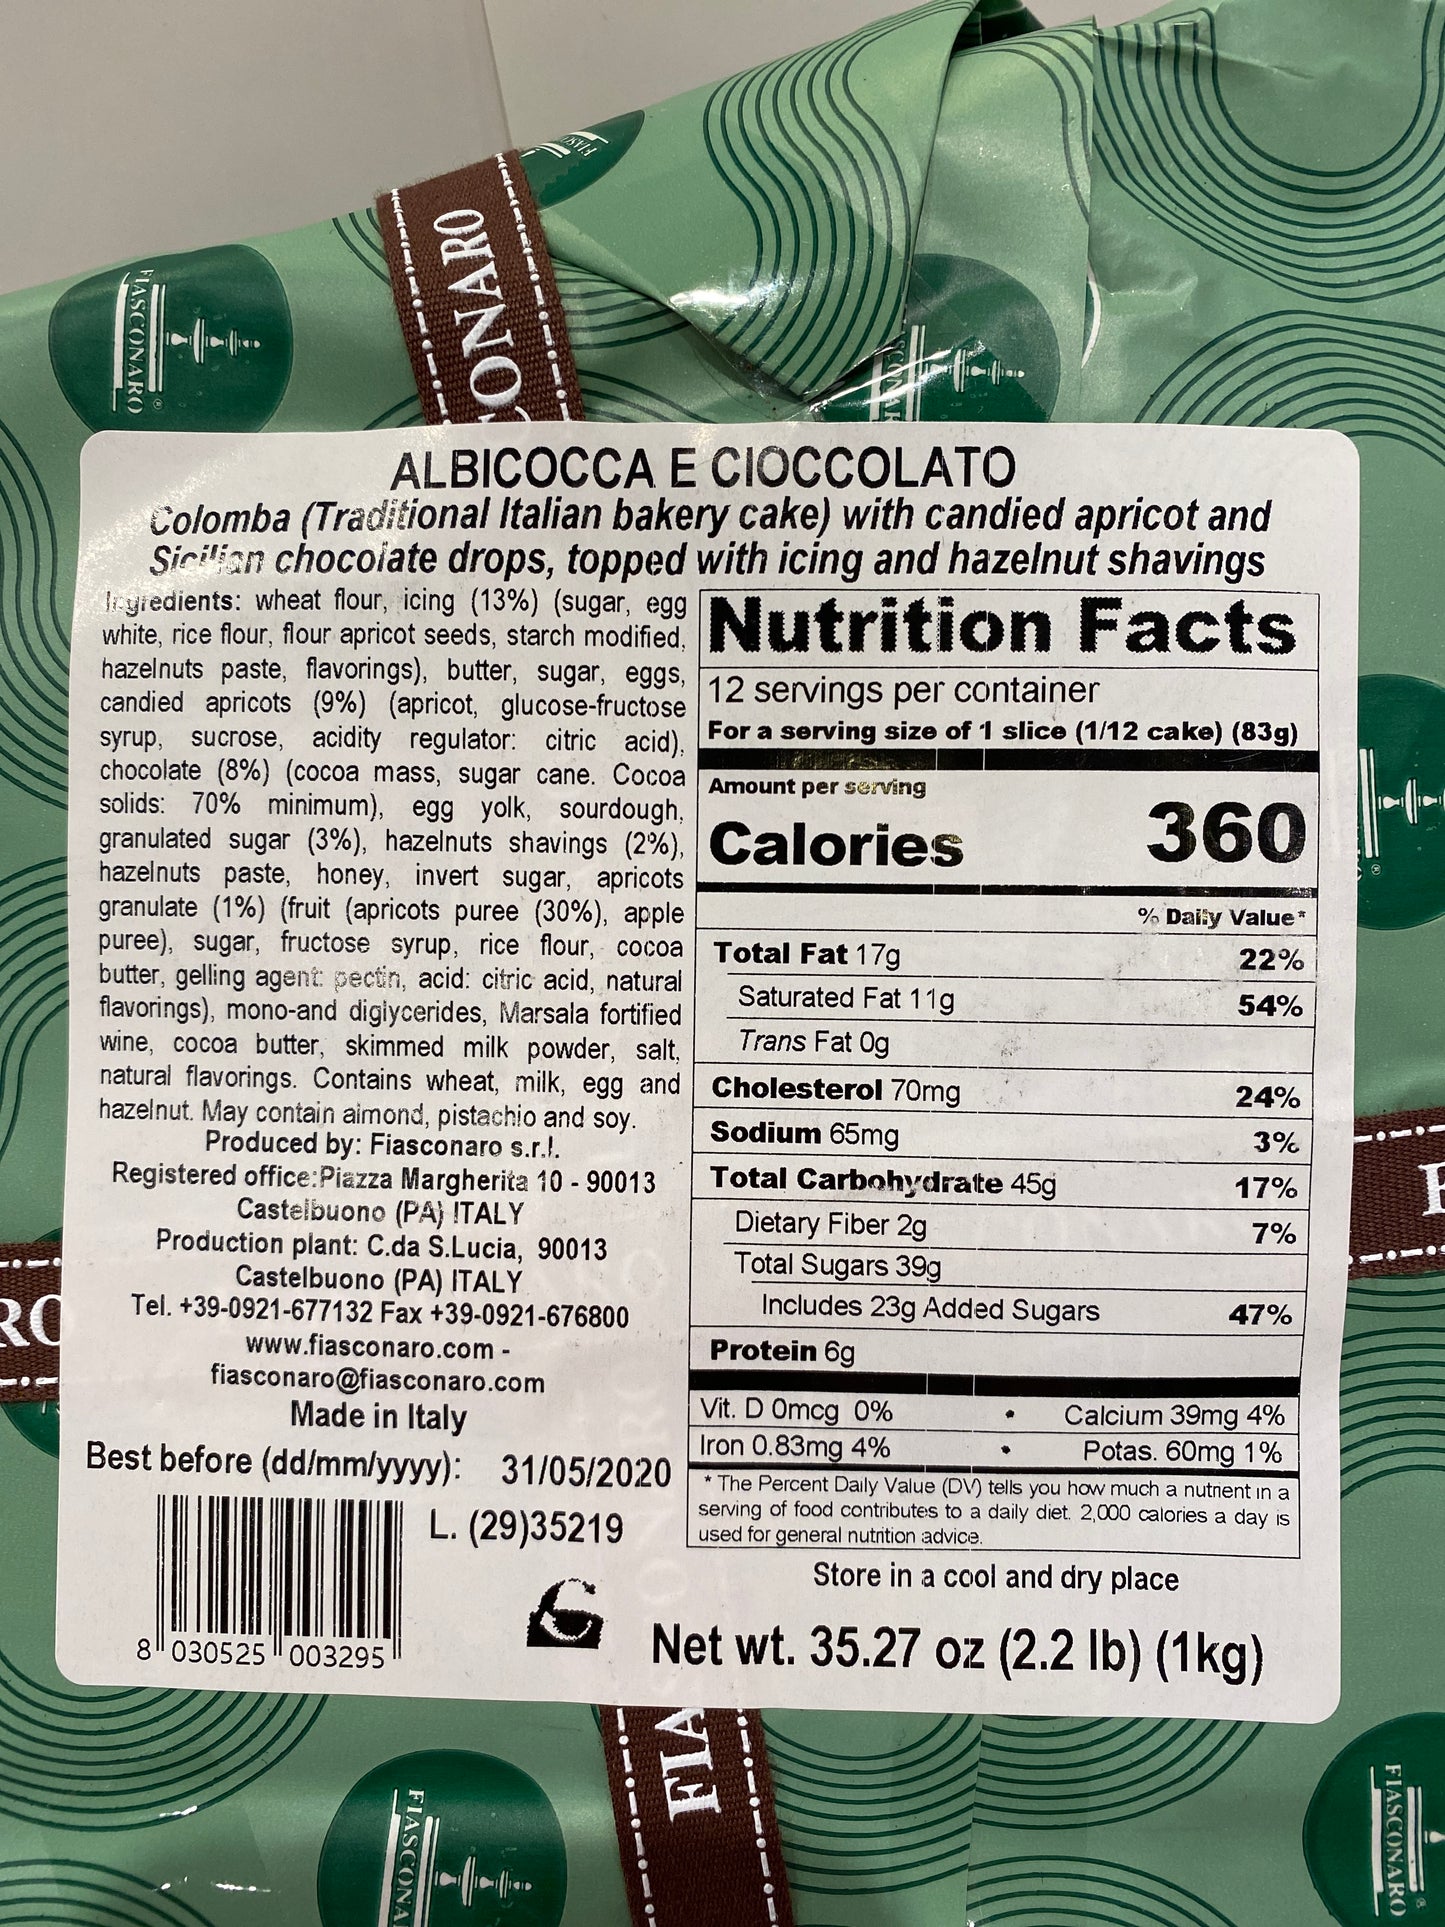 FIASCONARO
CONARO
FIASCONARO
ALBICOCCA E CIOCCOLATO
Colomba (Traditional Italian bakery cake) with candied apricot and
Sicilian chocolate drops, topped with icing and hazelnut shavings
Ingredients: wheat flour, icing (13%) (sugar, egg
white, rice flour, flour apricot seeds, starch modified,
hazelnuts paste, flavorings), butter, sugar, eggs,
candied apricots (9%) (apricot, glucose-fructose
syrup, sucrose, acidity regulator: citric acid),
chocolate (8%) (cocoa mass, sugar cane. Cocoa
solids: 70% minimum), egg yolk, sourdough,
granulated sugar (3%), hazelnuts shavings (2%),
hazelnuts paste, honey, invert sugar, apricots
granulate (1%) (fruit (apricots puree (30%), apple
puree), sugar, fructose syrup, rice flour, cocoa
butter, gelling agent: pectin, acid: citric acid, natural
flavorings), mono-and diglycerides, Marsala fortified
wine, cocoa butter, skimmed milk powder, salt,
natural flavorings. Contains wheat, milk, egg and
hazelnut. May contain almond, pistachio and soy.
Produced by: Fiasconaro s.r.l.
Registered office:Piazza Margherita 10 - 90013
Castelbuono (PA) ITALY
Production plant: C.da S.Lucia, 90013
Castelbuono (PA) ITALY
Tel. +39-0921-677132 Fax +39-0921-676800
www.fiasconaro.com -
fiasconaro@fiasconaro.com
Made in Italy
Best before (dd/mm/yyyy): 31/05/2020
L. (29)35219
8 030525 003295
Nutrition Facts
12 servings per container
For a serving size of 1 slice (1/12 cake) (83g)
Amount per serving
Calories 360
% Daily Value*
Total Fat 17g 22%
Saturated Fat 11g 54%
Trans Fat 0g
Cholesterol 70mg 24%
Sodium 65mg 3%
Total Carbohydrate 45g 17%
Dietary Fiber 2g 7%
Total Sugars 39g
Includes 23g Added Sugars 47%
Protein 6g
Vit. D 0mcg 0% • Calcium 39mg 4%
Iron 0.83mg 4% • Potas. 60mg 1%
* The Percent Daily Value (DV) tells you how much a nutrient in a
serving of food contributes to a daily diet. 2,000 calories a day is
used for general nutrition advice.
Store in a cool and dry place
Net wt. 35.27 oz (2.2 lb) (1kg)
RO
FIA
FIASCONA
FIASCONARO